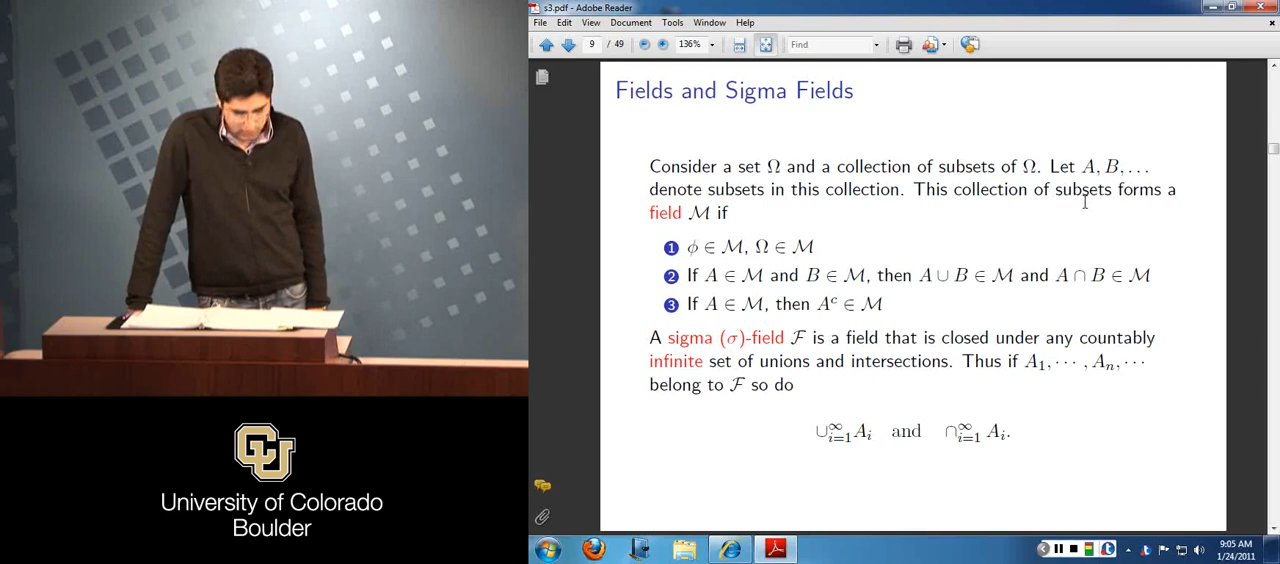 s3.pdf - Adobe Reader
File Edit View Document Tools Window Help
9 / 49 136% Find
Fields and Sigma Fields
Consider a set Ω and a collection of subsets of Ω. Let A, B, . . .
denote subsets in this collection. This collection of subsets forms a
field ℳ if
1 ϕ ∈ ℳ, Ω ∈ ℳ
2 If A ∈ ℳ and B ∈ ℳ, then A ∪ B ∈ ℳ and A ∩ B ∈ ℳ
3 If A ∈ ℳ, then Aᶜ ∈ ℳ
A sigma (σ)-field ℱ is a field that is closed under any countably
infinite set of unions and intersections. Thus if A₁, ⋯ , Aₙ, ⋯
belong to ℱ so do
∪_{i=1}^{∞} A_i and ∩_{i=1}^{∞} A_i.
CU
University of Colorado
Boulder
9:05 AM
1/24/2011